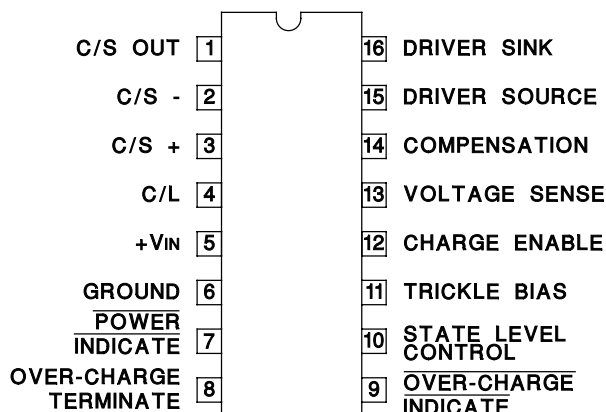 C/S OUT 1 16 DRIVER SINK
C/S - 2 15 DRIVER SOURCE
C/S + 3 14 COMPENSATION
C/L 4 13 VOLTAGE SENSE
+VIN 5 12 CHARGE ENABLE
GROUND 6 11 TRICKLE BIAS
POWER
INDICATE 7 10 STATE LEVEL
CONTROL
OVER-CHARGE
TERMINATE 8 9 OVER-CHARGE
INDICATE